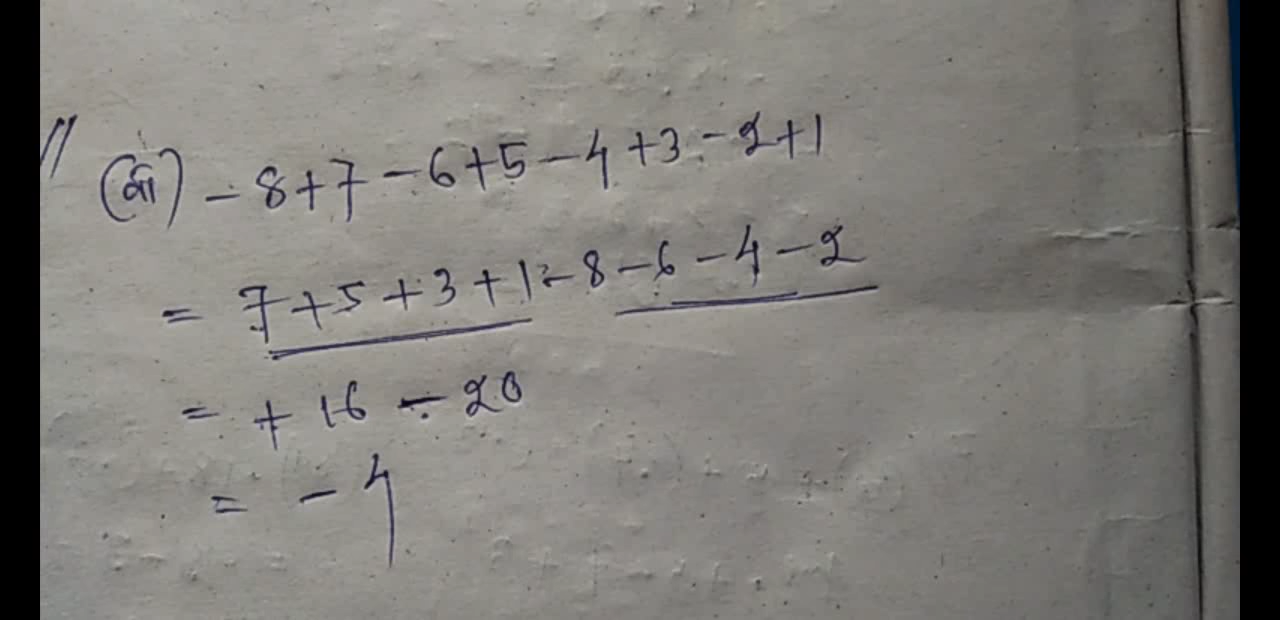 (सी) - 8 + 7 - 6 + 5 - 4 + 3 - 2 + 1
= 7 + 5 + 3 + 1 - 8 - 6 - 4 - 2
= + 16 - 20
= - 4